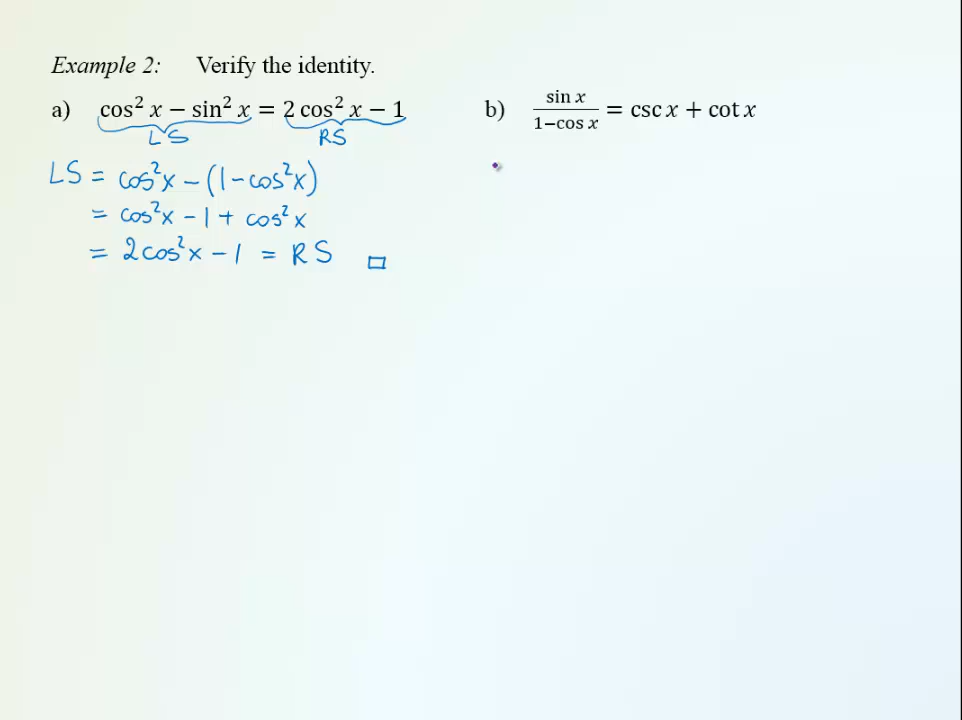 Example 2: Verify the identity.
a) cos² x − sin² x = 2 cos² x − 1
LS RS
LS = cos²x − (1 − cos²x)
= cos²x − 1 + cos²x
= 2cos²x − 1 = RS □
b) sin x / 1−cos x = csc x + cot x